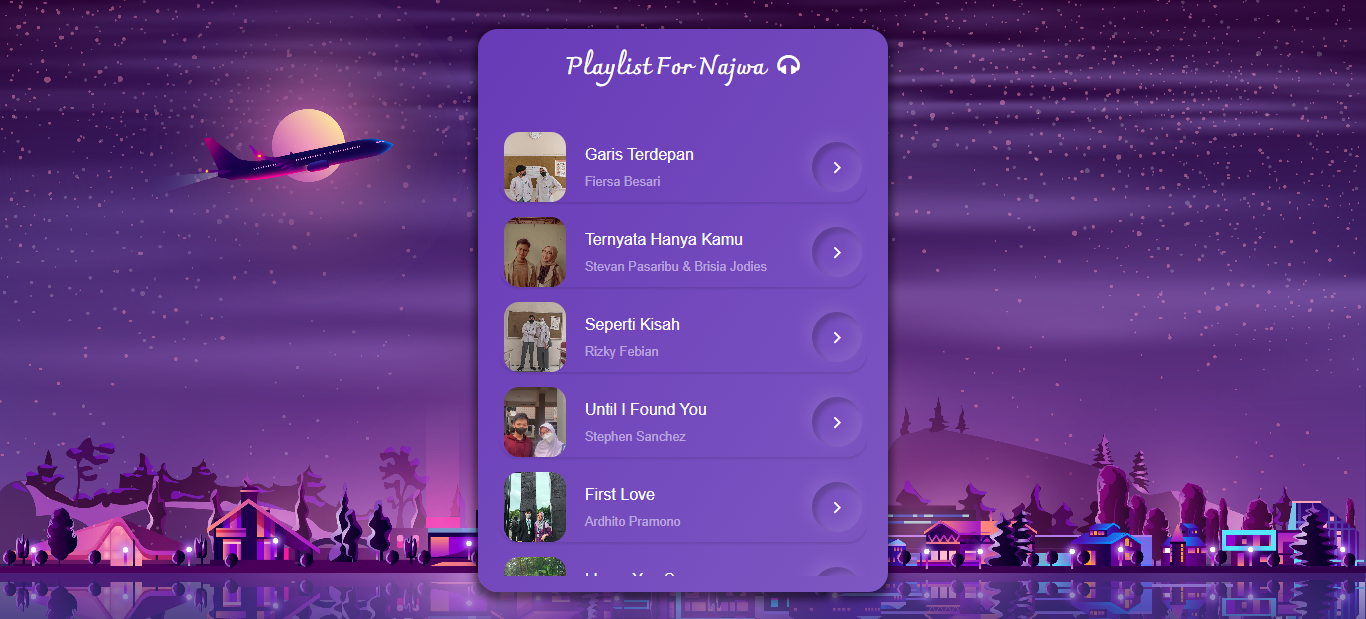 Playlist For Najwa
Garis Terdepan
Fiersa Besari
Ternyata Hanya Kamu
Stevan Pasaribu & Brisia Jodies
Seperti Kisah
Rizky Febian
Until I Found You
Stephen Sanchez
First Love
Ardhito Pramono